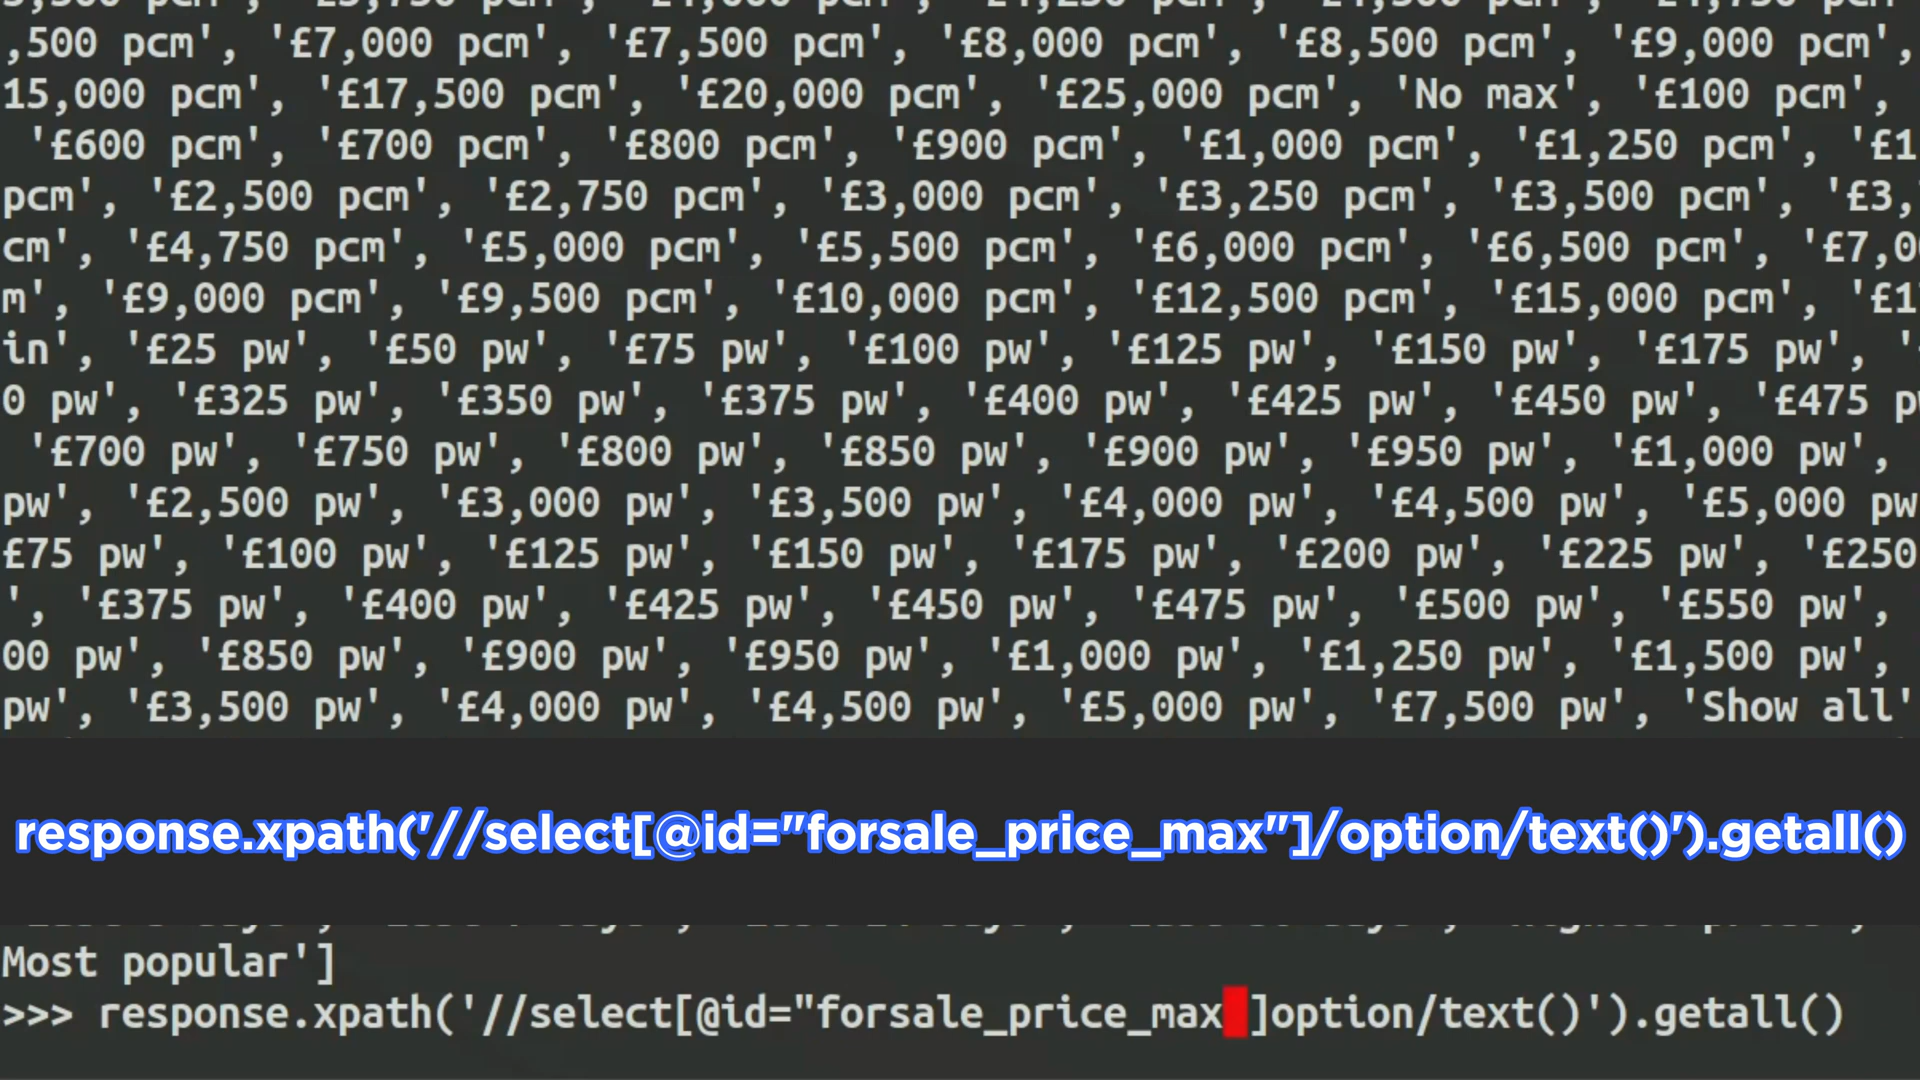 ,500 pcm', '£7,000 pcm', '£7,500 pcm', '£8,000 pcm', '£8,500 pcm', '£9,000 pcm',
15,000 pcm', '£17,500 pcm', '£20,000 pcm', '£25,000 pcm', 'No max', '£100 pcm',
'£600 pcm', '£700 pcm', '£800 pcm', '£900 pcm', '£1,000 pcm', '£1,250 pcm', '£1
pcm', '£2,500 pcm', '£2,750 pcm', '£3,000 pcm', '£3,250 pcm', '£3,500 pcm', '£3,
cm', '£4,750 pcm', '£5,000 pcm', '£5,500 pcm', '£6,000 pcm', '£6,500 pcm', '£7,0
m', '£9,000 pcm', '£9,500 pcm', '£10,000 pcm', '£12,500 pcm', '£15,000 pcm', '£1
in', '£25 pw', '£50 pw', '£75 pw', '£100 pw', '£125 pw', '£150 pw', '£175 pw', '
0 pw', '£325 pw', '£350 pw', '£375 pw', '£400 pw', '£425 pw', '£450 pw', '£475 p
'£700 pw', '£750 pw', '£800 pw', '£850 pw', '£900 pw', '£950 pw', '£1,000 pw',
pw', '£2,500 pw', '£3,000 pw', '£3,500 pw', '£4,000 pw', '£4,500 pw', '£5,000 pw
£75 pw', '£100 pw', '£125 pw', '£150 pw', '£175 pw', '£200 pw', '£225 pw', '£250
', '£375 pw', '£400 pw', '£425 pw', '£450 pw', '£475 pw', '£500 pw', '£550 pw',
00 pw', '£850 pw', '£900 pw', '£950 pw', '£1,000 pw', '£1,250 pw', '£1,500 pw',
pw', '£3,500 pw', '£4,000 pw', '£4,500 pw', '£5,000 pw', '£7,500 pw', 'Show all'
response.xpath('//select[@id="forsale_price_max"]/option/text()').getall()
Most popular']
>>> response.xpath('//select[@id="forsale_price_max ]option/text()').getall()